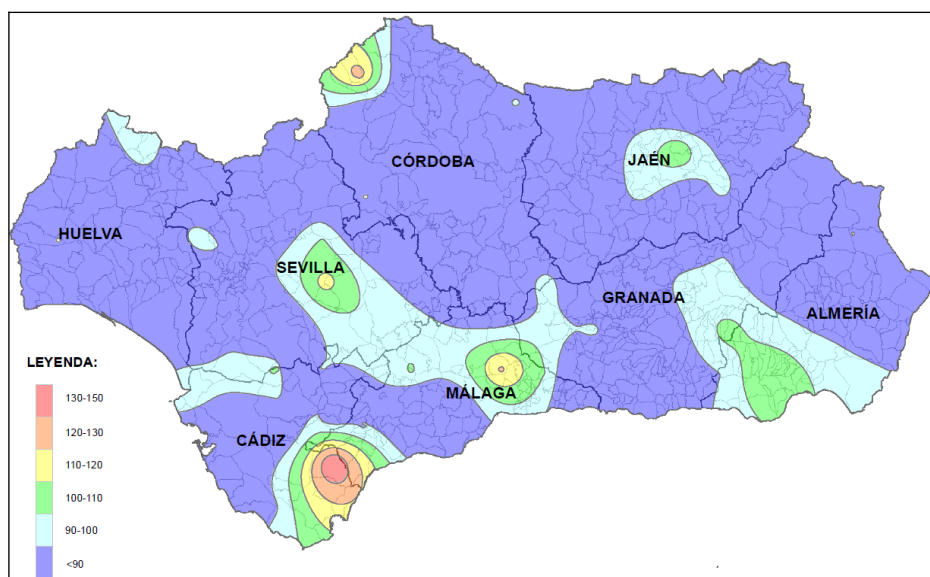 CÓRDOBA
JAÉN
HUELVA
SEVILLA
GRANADA
ALMERÍA
LEYENDA:
130-150
MÁLAGA
120-130
CÁDIZ
110-120
100-110
90-100
<90